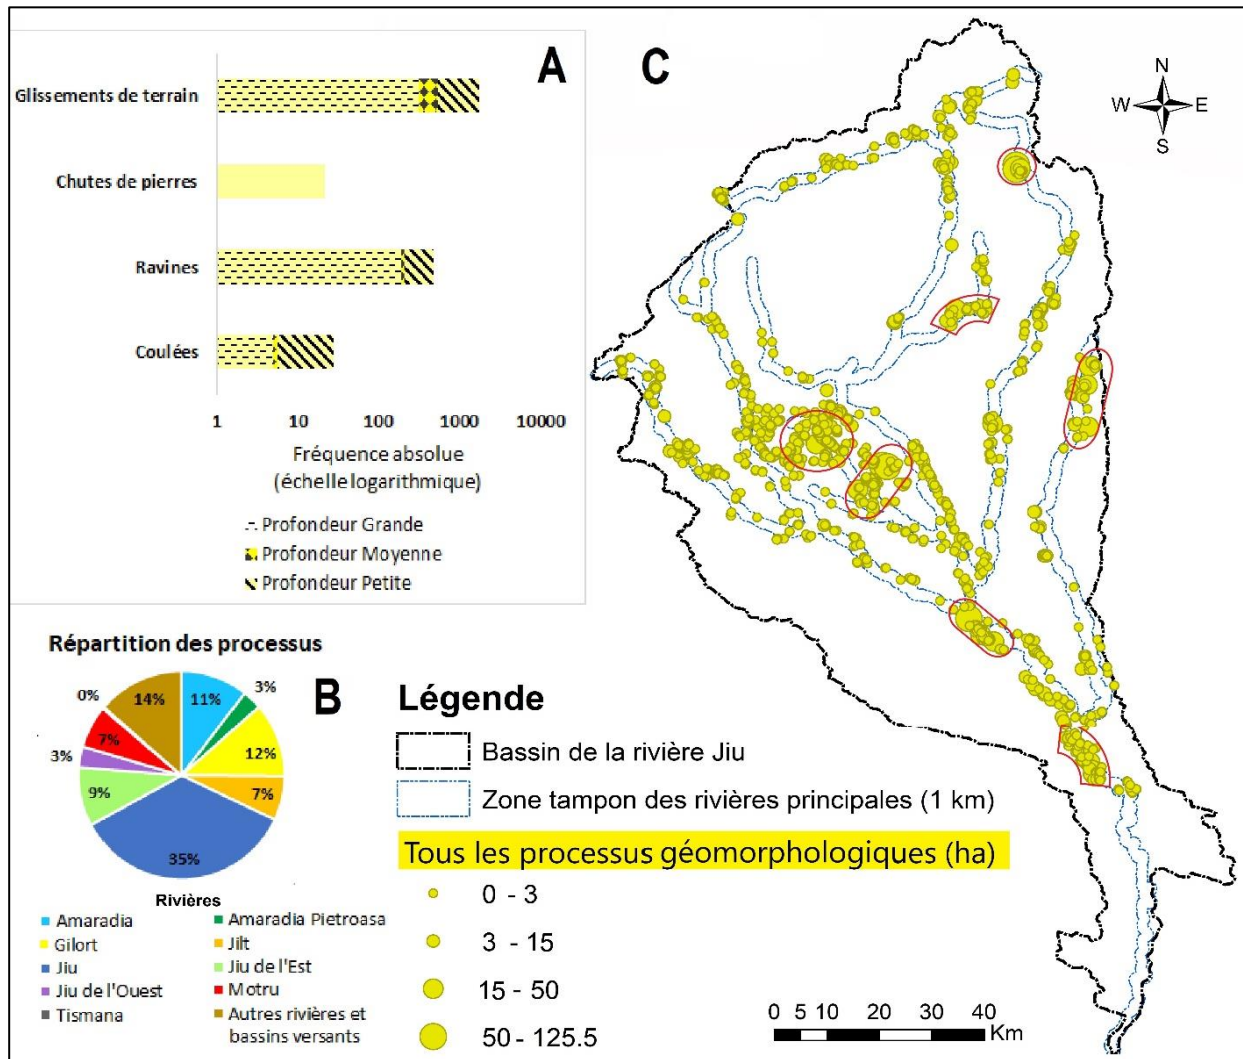 A
Glissements de terrain
Chutes de pierres
Ravines
Coulées
1 10 100 1000 10000
Fréquence absolue
(échelle logarithmique)
Profondeur Grande
Profondeur Moyenne
Profondeur Petite
C
N
W E
S
Répartition des processus
B
11%
3%
12%
7%
35%
9%
3%
7%
0%
14%
Rivières
Amaradia
Amaradia Pietroasa
Gilort
Jilt
Jiu
Jiu de l'Est
Jiu de l'Ouest
Motru
Tismana
Autres rivières et
bassins versants
Légende
Bassin de la rivière Jiu
Zone tampon des rivières principales (1 km)
Tous les processus géomorphologiques (ha)
0 - 3
3 - 15
15 - 50
50 - 125.5
0 5 10 20 30 40
Km